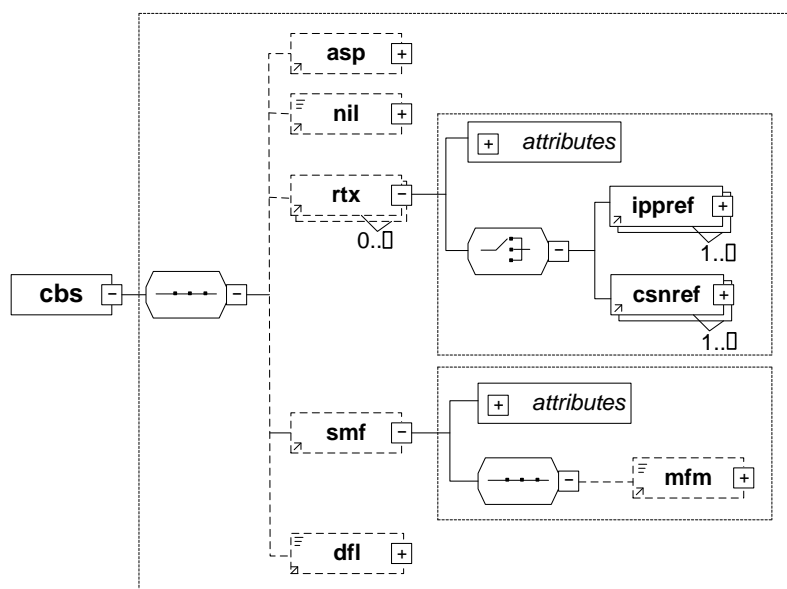 asp
nil
attributes
rtx
0..▯
ippref
1..▯
cbs
csnref
1..▯
attributes
smf
mfm
dfl